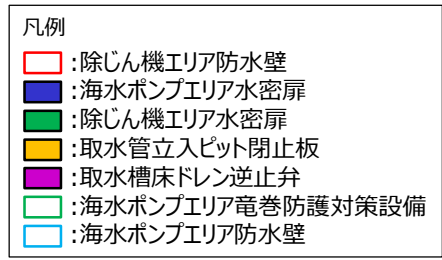 凡例
:除じん機エリア防水壁
:海水ポンプエリア水密扉
:除じん機エリア水密扉
:取水管立入ピット閉止板
:取水槽床ドレン逆止弁
:海水ポンプエリア竜巻防護対策設備
:海水ポンプエリア防水壁